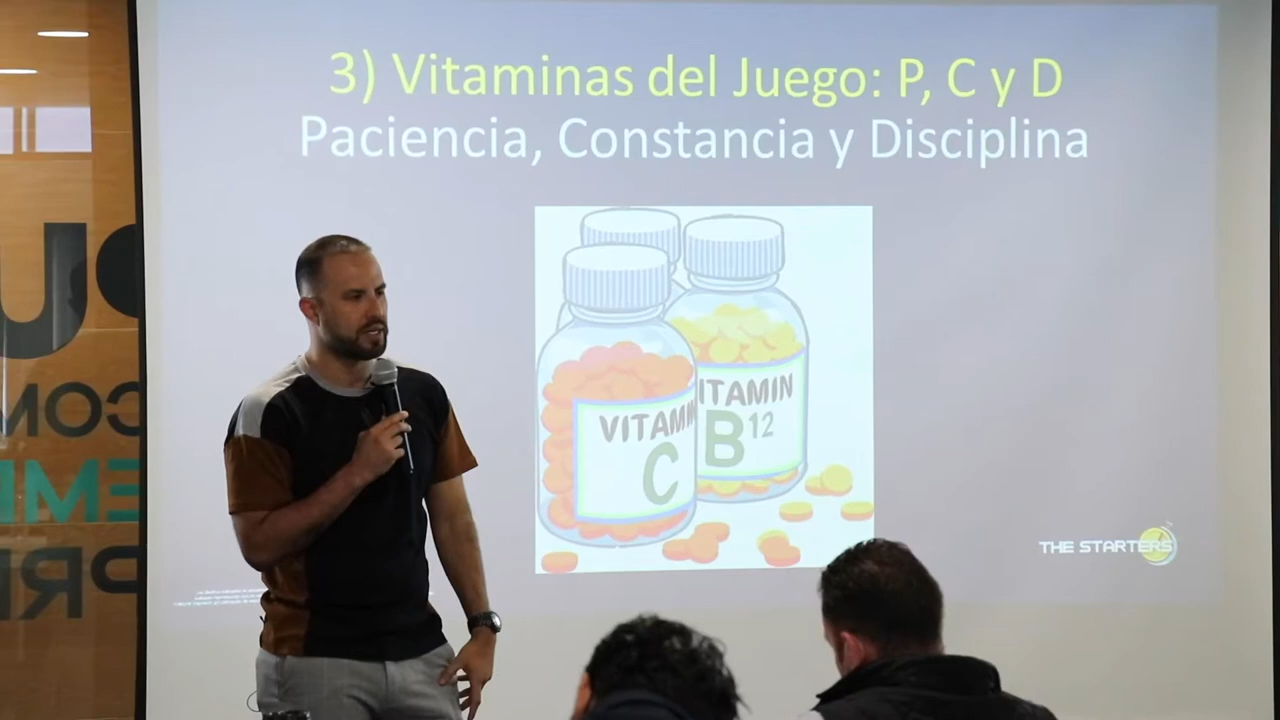 3) Vitaminas del Juego: P, C y D
Paciencia, Constancia y Disciplina
VITAMIN
B12
VITAMIN
C
THE STARTERS